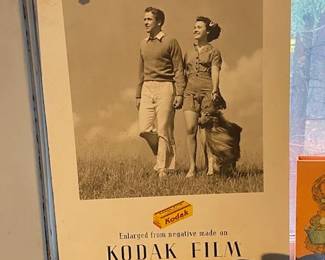 Kodak
Enlarged from negative made on
KODAK FILM